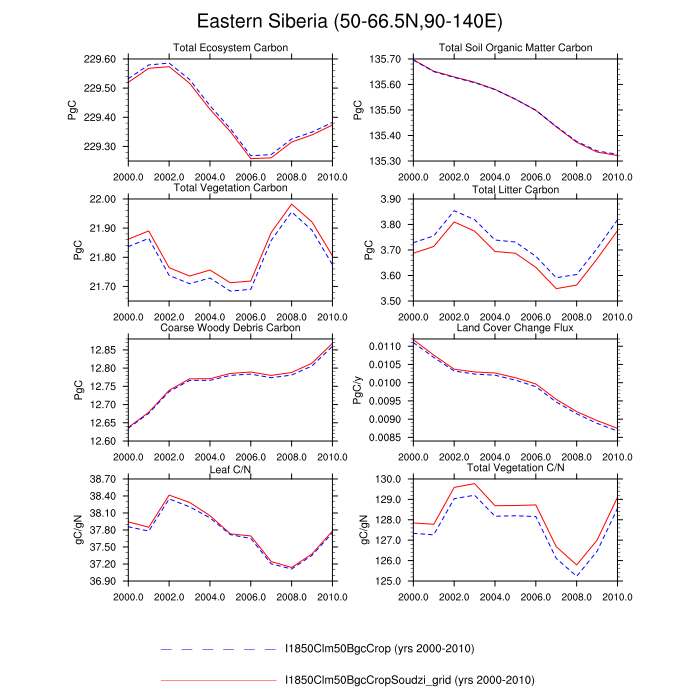 Eastern Siberia (50-66.5N,90-140E)
Total Ecosystem Carbon
PgC
229.60
229.50
229.40
229.30
2000.0 2002.0 2004.0 2006.0 2008.0 2010.0
Total Soil Organic Matter Carbon
PgC
135.70
135.60
135.50
135.40
135.30
2000.0 2002.0 2004.0 2006.0 2008.0 2010.0
Total Vegetation Carbon
PgC
22.00
21.90
21.80
21.70
2000.0 2002.0 2004.0 2006.0 2008.0 2010.0
Total Litter Carbon
PgC
3.90
3.80
3.70
3.60
3.50
2000.0 2002.0 2004.0 2006.0 2008.0 2010.0
Coarse Woody Debris Carbon
PgC
12.85
12.80
12.75
12.70
12.65
12.60
2000.0 2002.0 2004.0 2006.0 2008.0 2010.0
Land Cover Change Flux
PgC/y
0.0110
0.0105
0.0100
0.0095
0.0090
0.0085
2000.0 2002.0 2004.0 2006.0 2008.0 2010.0
Leaf C/N
gC/gN
38.70
38.40
38.10
37.80
37.50
37.20
36.90
2000.0 2002.0 2004.0 2006.0 2008.0 2010.0
Total Vegetation C/N
gC/gN
130.0
129.0
128.0
127.0
126.0
125.0
2000.0 2002.0 2004.0 2006.0 2008.0 2010.0
I1850Clm50BgcCrop (yrs 2000-2010)
I1850Clm50BgcCropSoudzi_grid (yrs 2000-2010)